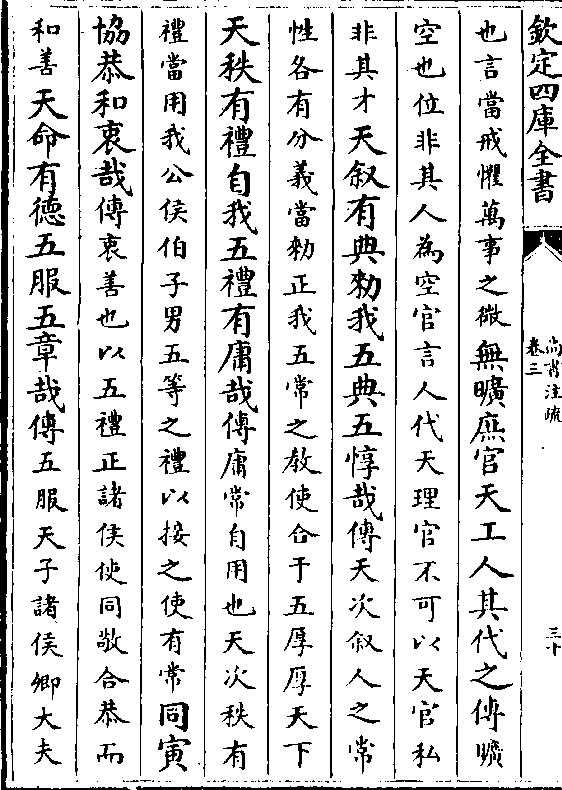 欽定四庫全書
尚書注疏
卷三
三十
也言當戒懼萬事之微無曠庶官天工人其代之傳曠
空也位非其人為空官言人代天理官不可以天官私
非其才天叙有典勑我五典五惇哉傳天次叙人之常
性各有分義當勑正我五常之教使合于五厚厚天下
天秩有禮自我五禮有庸哉傳庸常自用也天次秩有
禮當用我公侯伯子男五等之禮以接之使有常同寅
協恭和衷哉傳衷善也以五禮正諸侯使同敬合恭而
和善天命有德五服五章哉傳五服天子諸侯卿大夫